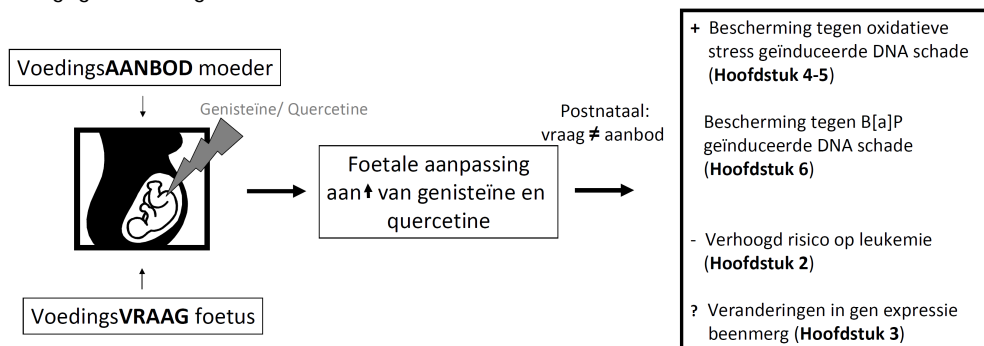 VoedingsAANBOD moeder
Genisteïne/ Quercetine
VoedingsVRAAG foetus
Foetale aanpassing
aan⬆ van genisteïne en
quercetine
Postnataal:
vraag ≠ aanbod
+ Bescherming tegen oxidatieve
stress geïnduceerde DNA schade
(Hoofdstuk 4-5)
Bescherming tegen B[a]P
geïnduceerde DNA schade
(Hoofdstuk 6)
- Verhoogd risico op leukemie
(Hoofdstuk 2)
? Veranderingen in gen expressie
beenmerg (Hoofdstuk 3)